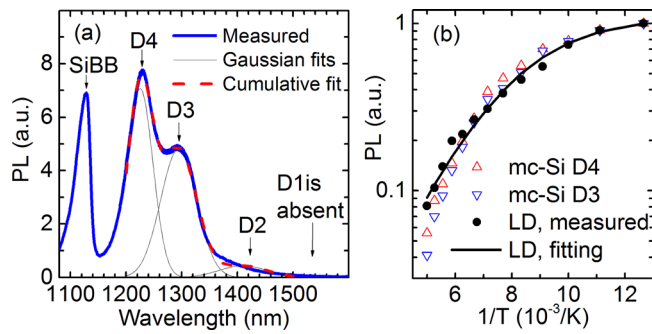 (a)
D4
SiBB
Measured
Gaussian fits
Cumulative fit
D3
D2
D1is
absent
PL (a.u.)
8
6
4
2
0
1100 1200 1300 1400 1500
Wavelength (nm)
(b)
PL (a.u.)
1
0.1
mc-Si D4
mc-Si D3
LD, measured
LD, fitting
6 8 10 12
1/T (10⁻³/K)